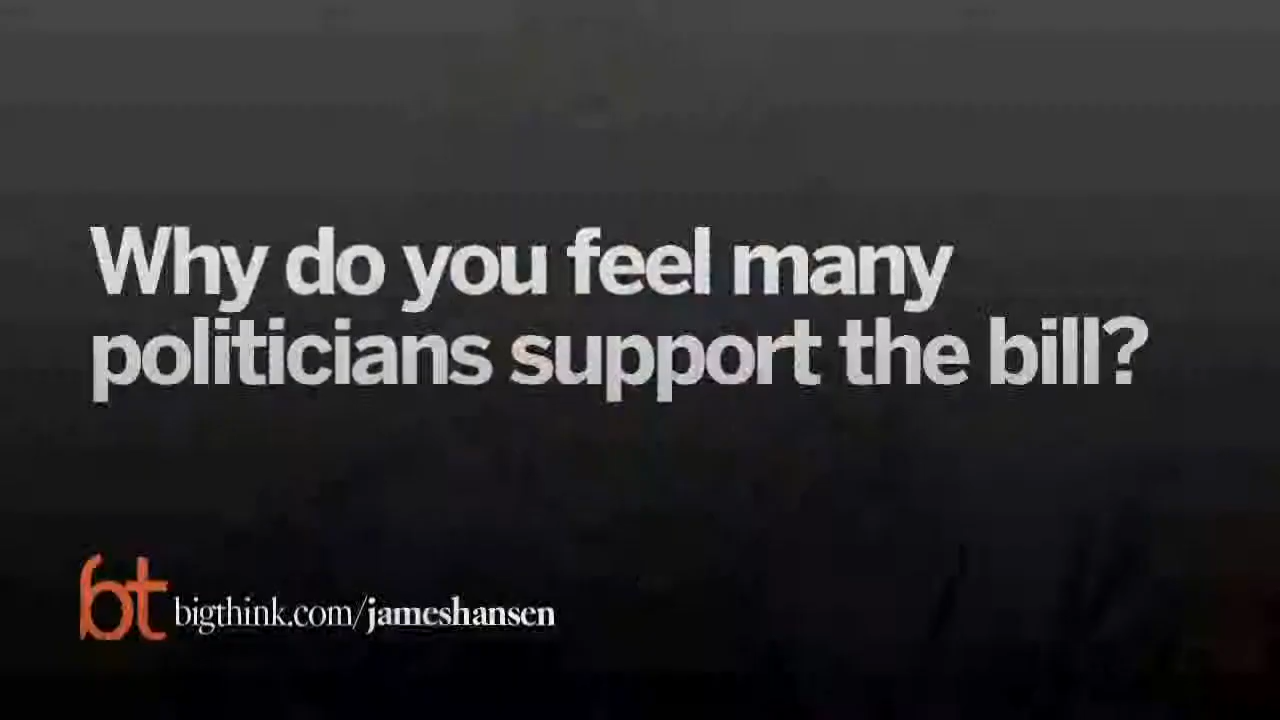 Why do you feel many
politicians support the bill?
bt bigthink.com/jameshansen